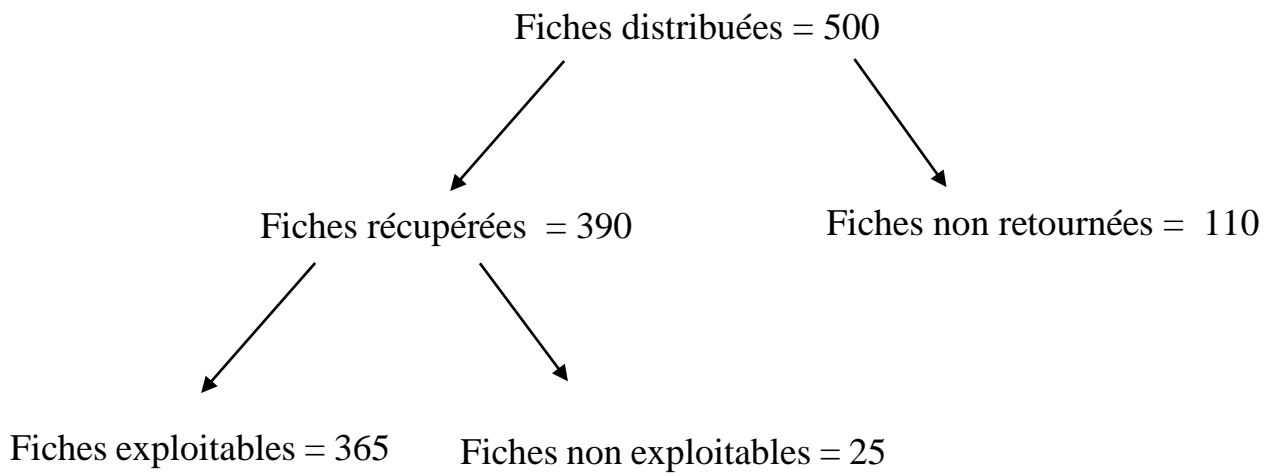 Fiches distribuées = 500
Fiches récupérées = 390
Fiches non retournées = 110
Fiches exploitables = 365
Fiches non exploitables = 25